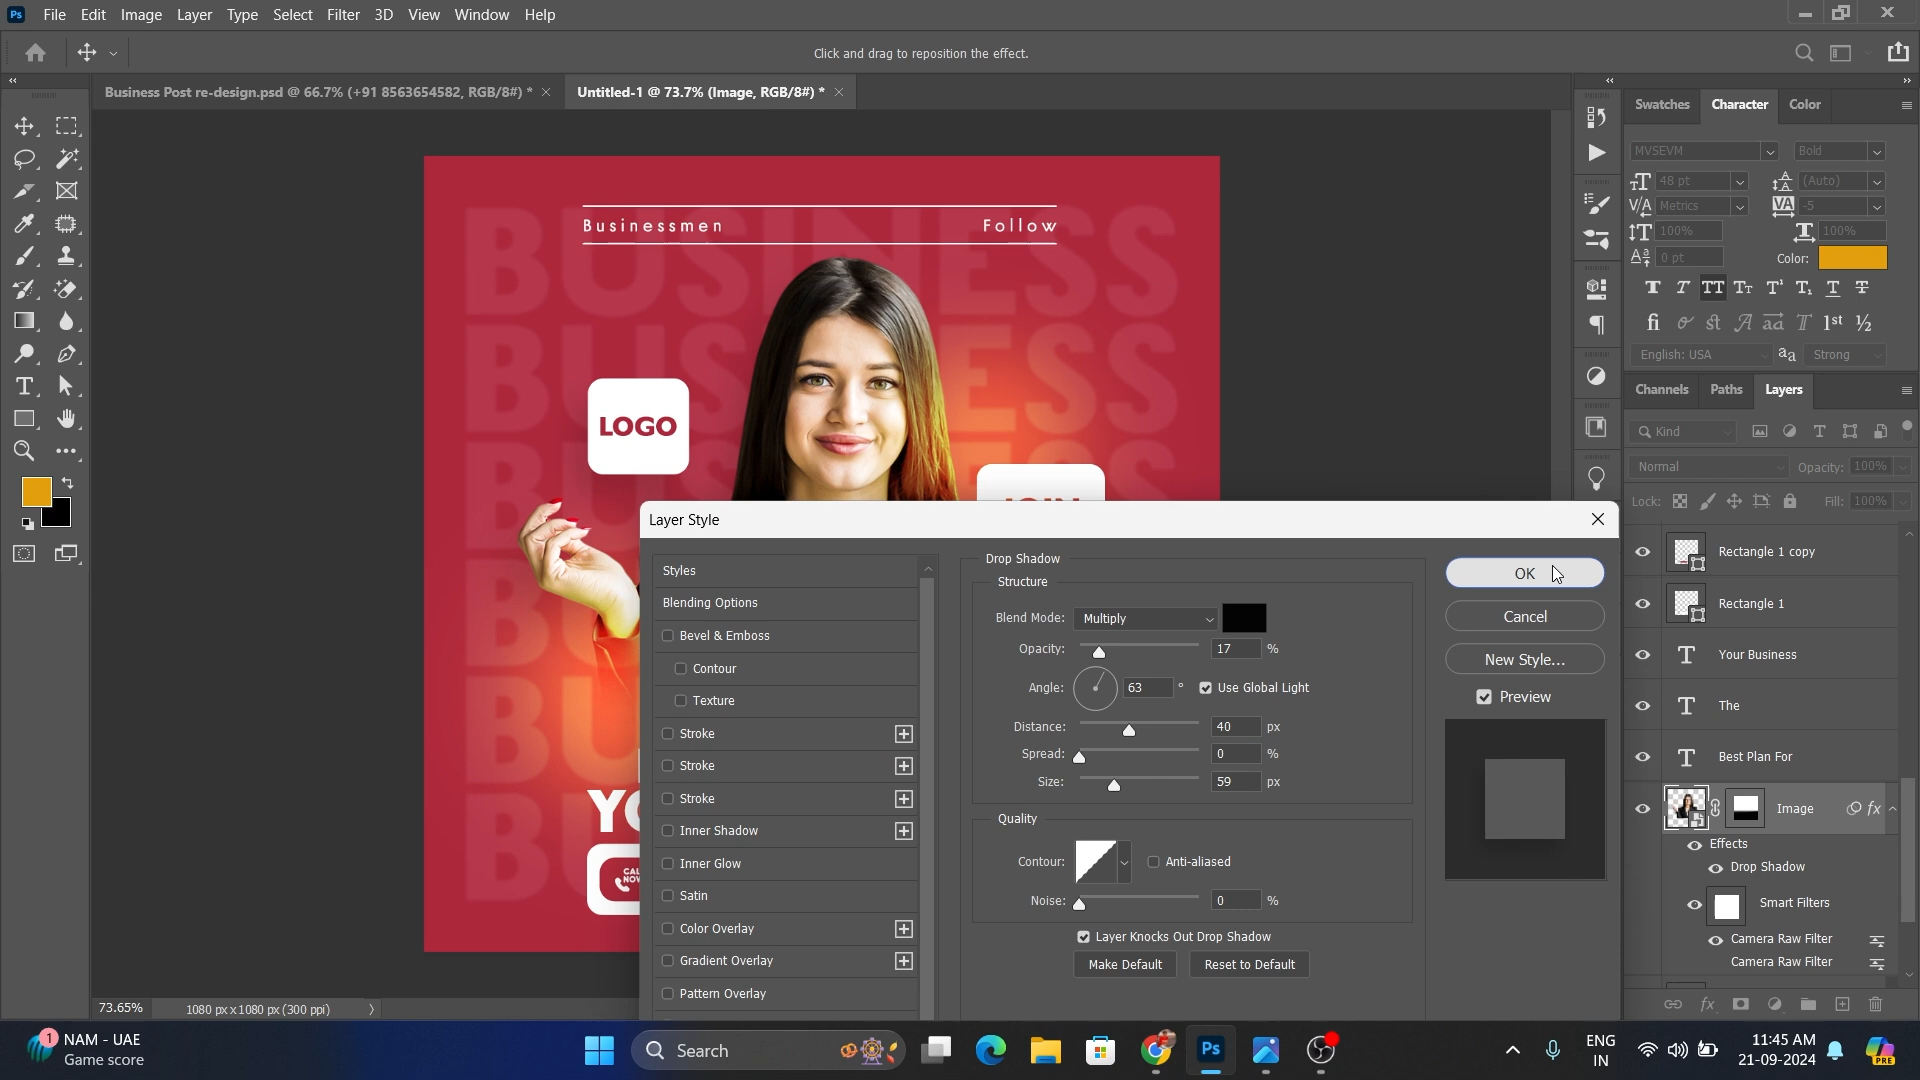 Ps File Edit Image Layer Type Select Filter 3D View Window Help
Click and drag to reposition the effect.
Business Post re-design.psd @ 66.7% (+91 8563654582, RGB/8#) *
Untitled-1 @ 73.7% (Image, RGB/8#) *
Swatches Character Color
MVSEVM Bold
48 pt (Auto)
Metrics -5
100% 100%
0 pt Color:
English: USA Strong
Channels Paths Layers
Kind
Normal Opacity: 100%
Lock: Fill: 100%
Rectangle 1 copy
Rectangle 1
Your Business
The
Best Plan For
Image fx
Effects
Drop Shadow
Smart Filters
Camera Raw Filter
Camera Raw Filter
BUSINESS
Businessmen Follow
LOGO
JOIN
CALL
NOW
Layer Style
Styles
Blending Options
Bevel & Emboss
Contour
Texture
Stroke
Stroke
Stroke
Inner Shadow
Inner Glow
Satin
Color Overlay
Gradient Overlay
Pattern Overlay
Drop Shadow
Structure
Blend Mode: Multiply
Opacity: 17 %
Angle: 63 ° Use Global Light
Distance: 40 px
Spread: 0 %
Size: 59 px
Quality
Contour: Anti-aliased
Noise: 0 %
Layer Knocks Out Drop Shadow
Make Default Reset to Default
OK
Cancel
New Style...
Preview
73.65% 1080 px x 1080 px (300 ppi)
1 NAM - UAE
Game score
Search
Ps
ENG
IN
11:45 AM
21-09-2024
PRE